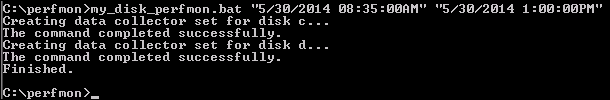 C:\perfmon>my_disk_perfmon.bat "5/30/2014 08:35:00AM" "5/30/2014 1:00:00PM"
Creating data collector set for disk c...
The command completed successfully.
Creating data collector set for disk d...
The command completed successfully.
Finished.
C:\perfmon>_